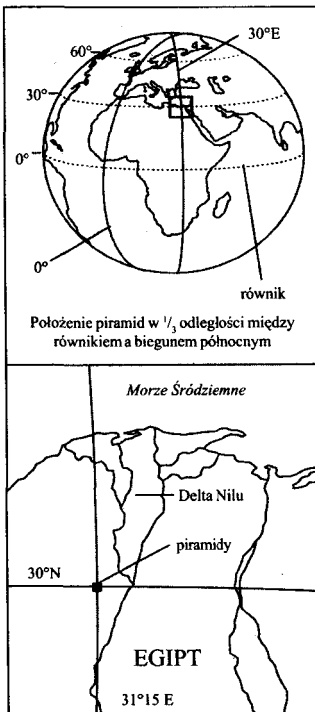 30°E
60°
30°
0°
0°
równik
Położenie piramid w 1/3 odległości między
równikiem a biegunem północnym
Morze Śródziemne
Delta Nilu
piramidy
30°N
EGIPT
31°15 E